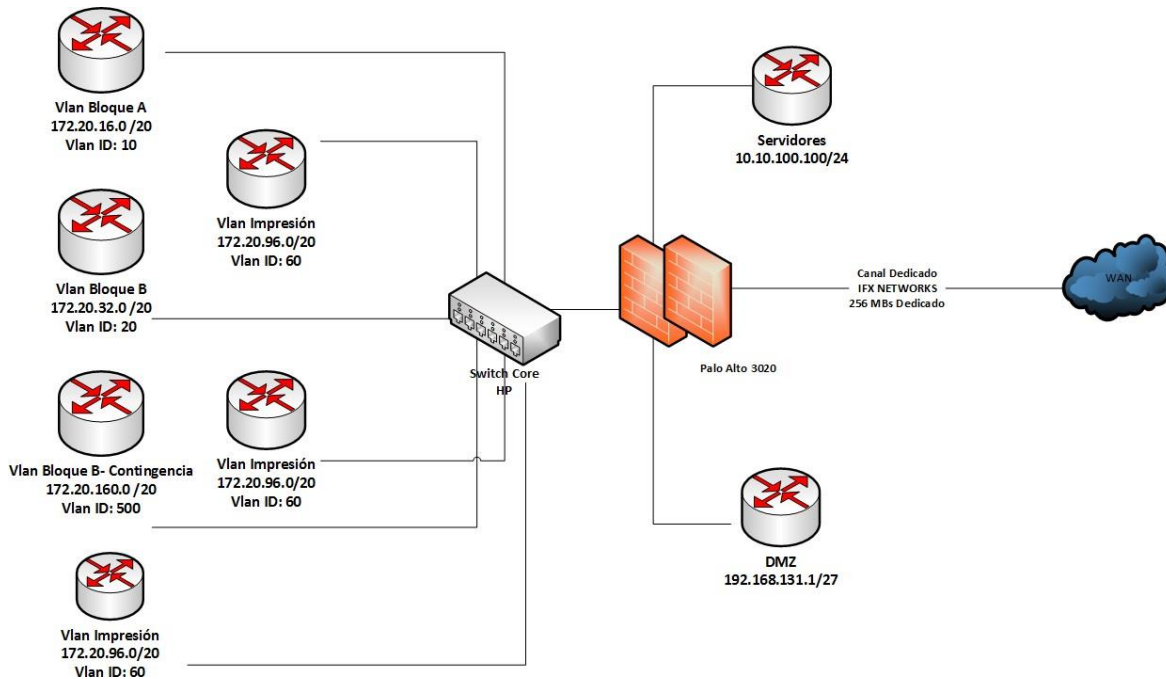 Vlan Bloque A
172.20.16.0 /20
Vlan ID: 10
Vlan Impresión
172.20.96.0/20
Vlan ID: 60
Vlan Bloque B
172.20.32.0 /20
Vlan ID: 20
Vlan Bloque B- Contingencia
172.20.160.0 /20
Vlan ID: 500
Vlan Impresión
172.20.96.0/20
Vlan ID: 60
Vlan Impresión
172.20.96.0/20
Vlan ID: 60
Switch Core
HP
Servidores
10.10.100.100/24
Palo Alto 3020
Canal Dedicado
IFX NETWORKS
256 MBs Dedicado
WAN
DMZ
192.168.131.1/27